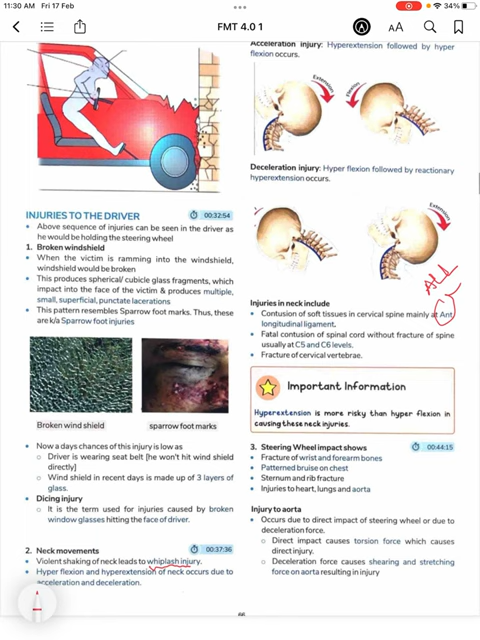 11:30 AM Fri 17 Feb
34%
FMT 4.0 1
AA
INJURIES TO THE DRIVER
00:32:54
Above sequence of injuries can be seen in the driver as
he would be holding the steering wheel
1. Broken windshield
When the victim is ramming into the windshield,
windshield would be broken
This produces spherical/ cubicle glass fragments, which
impact into the face of the victim & produces multiple,
small, superficial, punctate lacerations
This pattern resembles Sparrow foot marks. Thus, these
are k/a Sparrow foot injuries
Broken wind shield
sparrow foot marks
Now a days chances of this injury is low as
Driver is wearing seat belt [he won't hit wind shield
directly]
Wind shield in recent days is made up of 3 layers of
glass.
Dicing injury
It is the term used for injuries caused by broken
window glasses hitting the face of driver.
2. Neck movements
00:37:36
Violent shaking of neck leads to whiplash injury.
Hyper flexion and hyperextension of neck occurs due to
acceleration and deceleration.
Acceleration injury: Hyperextension followed by hyper
flexion occurs.
Extension
Flexion
Deceleration injury: Hyper flexion followed by reactionary
hyperextension occurs.
Extension
Injuries in neck include
Contusion of soft tissues in cervical spine mainly at Ant
longitudinal ligament.
Fatal contusion of spinal cord without fracture of spine
usually at C5 and C6 levels.
Fracture of cervical vertebrae.
Important Information
Hyperextension is more risky than hyper flexion in
causing these neck injuries.
3. Steering Wheel impact shows
00:44:15
Fracture of wrist and forearm bones
Patterned bruise on chest
Sternum and rib fracture
Injuries to heart, lungs and aorta
Injury to aorta
Occurs due to direct impact of steering wheel or due to
deceleration force.
Direct impact causes torsion force which causes
direct injury.
Deceleration force causes shearing and stretching
force on aorta resulting in injury
66